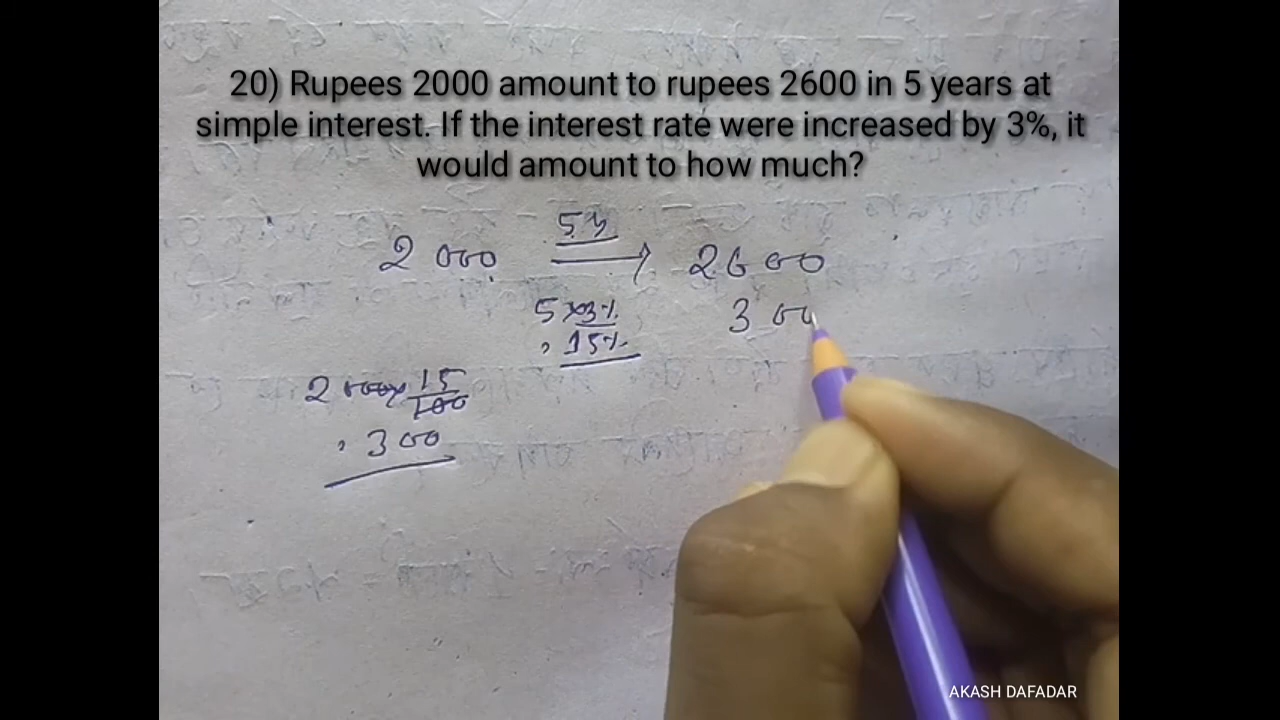 20) Rupees 2000 amount to rupees 2600 in 5 years at
simple interest. If the interest rate were increased by 3%, it
would amount to how much?
5y
2000 → 2600
5 x 3%
300
, 15%
2000x 15/100
, 300
AKASH DAFADAR